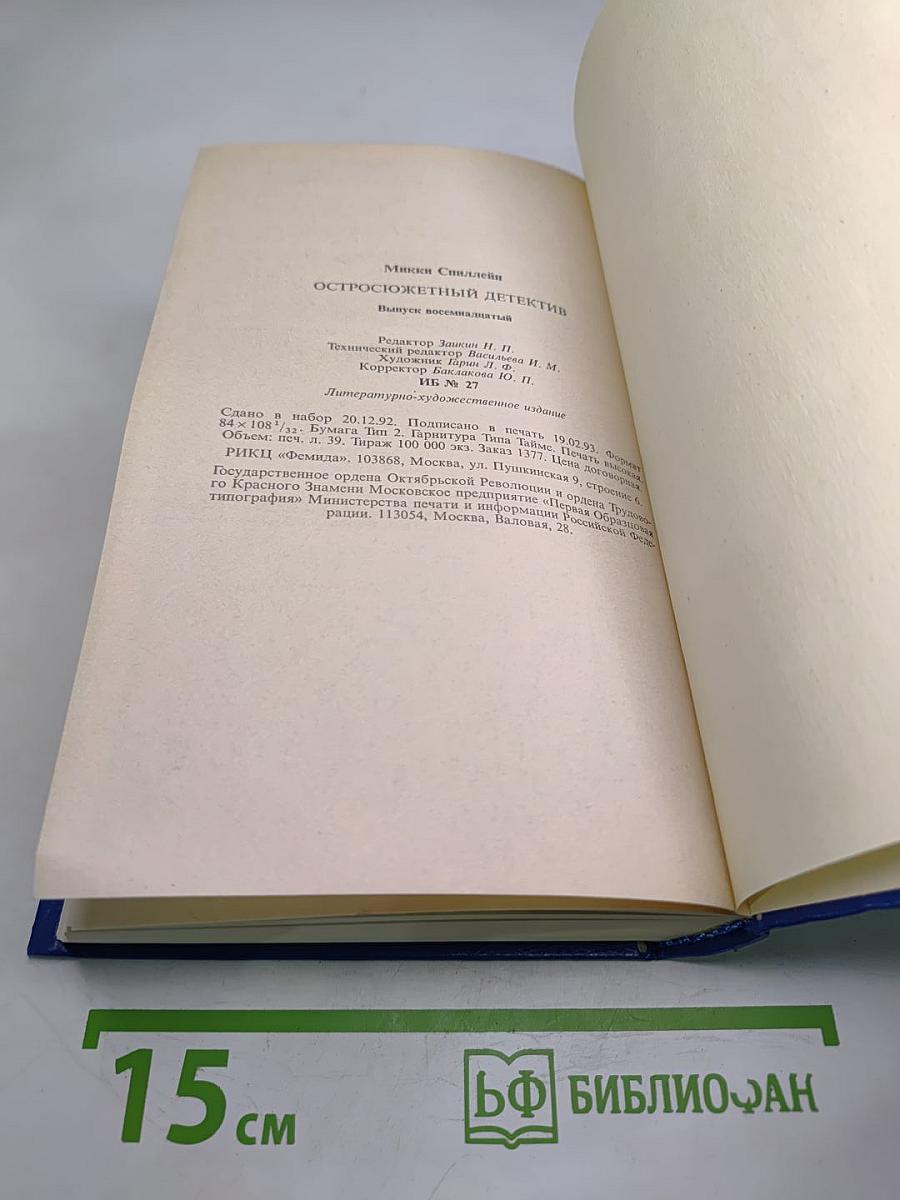 Микки Спиллейн
ОСТРОСЮЖЕТНЫЙ ДЕТЕКТИВ
Выпуск восемнадцатый
Редактор Заикин Н. П.
Технический редактор Васильева И. М.
Художник Гарин Л. Ф.
Корректор Баклакова Ю. П.
ИБ № 27
Литературно-художественное издание
Сдано в набор 20.12.92. Подписано в печать 19.02.93. Формат
84×108 1/32. Бумага Тип 2. Гарнитура Типа Таймс. Печать высокая.
Объем: печ. л. 39. Тираж 100 000 экз. Заказ 1377. Цена договорная.
РИКЦ «Фемида». 103868, Москва, ул. Пушкинская 9, строение 6.
Государственное ордена Октябрьской Революции и ордена Трудово-
го Красного Знамени Московское предприятие «Первая Образцовая
типография» Министерства печати и информации Российской Феде-
рации. 113054, Москва, Валовая, 28.
15 см
БФ БИБЛИОФАН